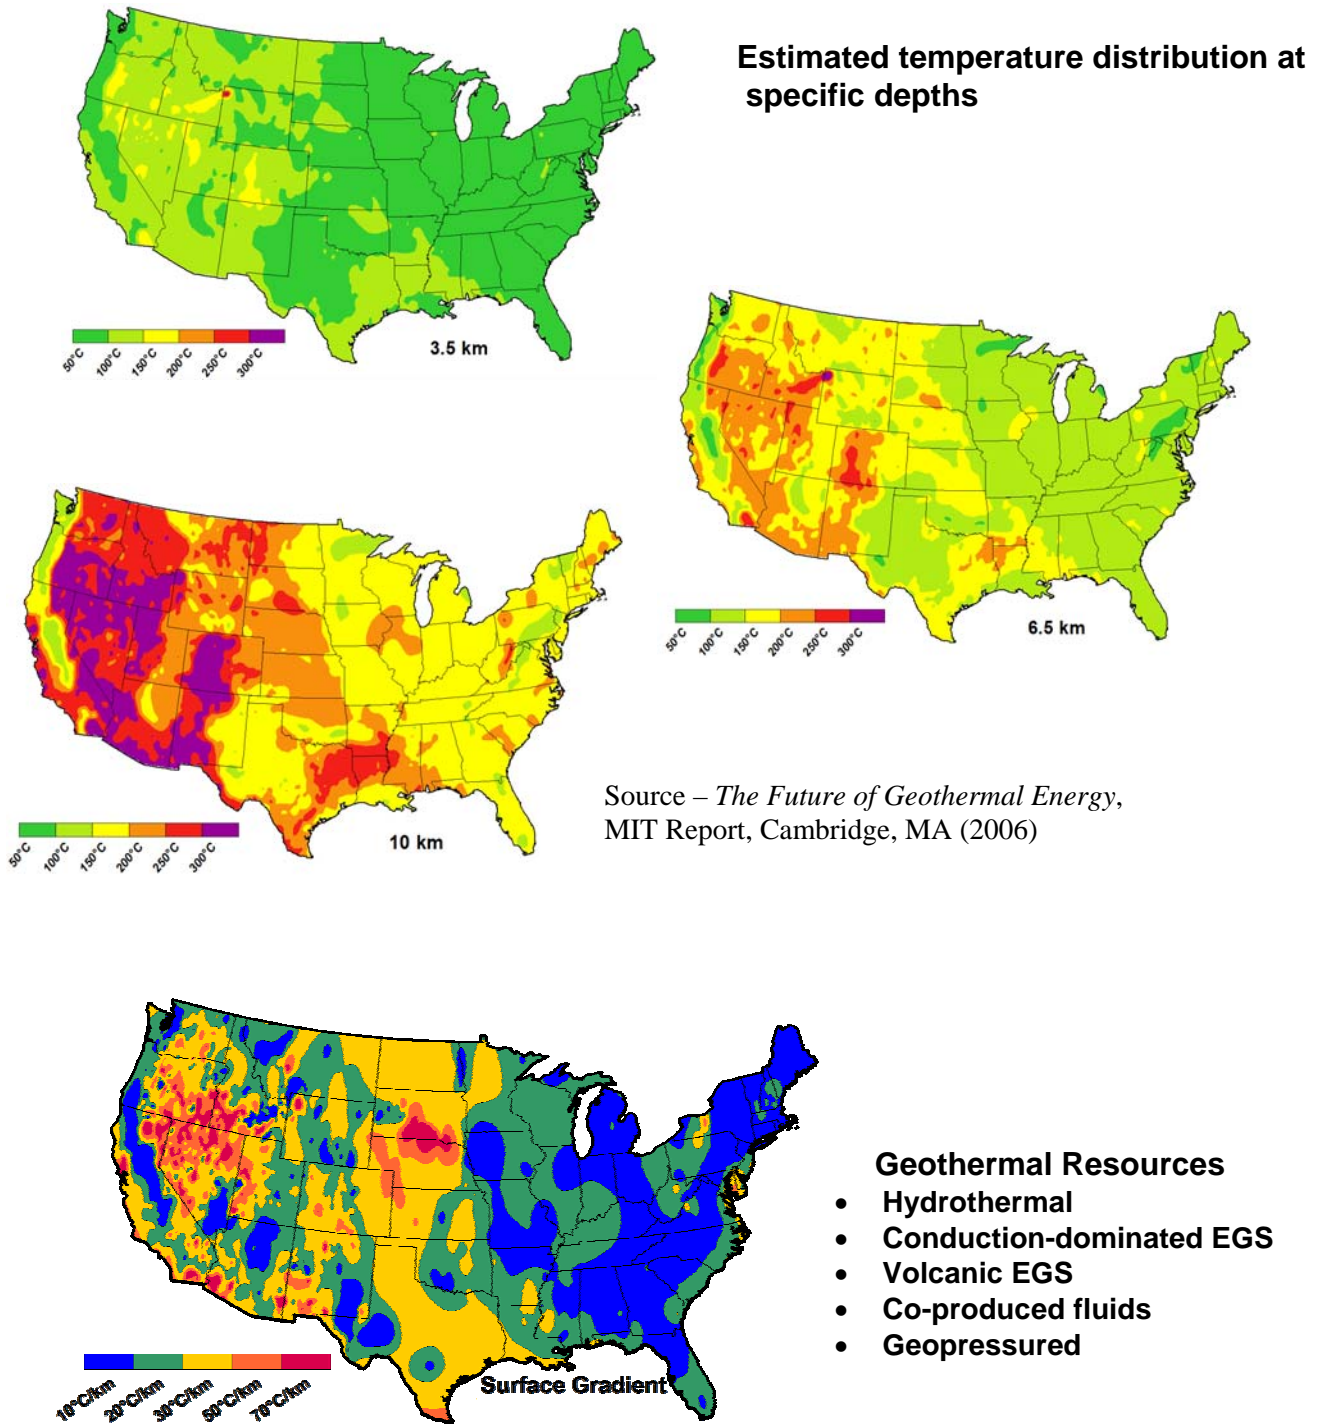 Estimated temperature distribution at
specific depths
50°C
100°C
150°C
200°C
250°C
300°C
3.5 km
50°C
100°C
150°C
200°C
250°C
300°C
6.5 km
50°C
100°C
150°C
200°C
250°C
300°C
10 km
Source – The Future of Geothermal Energy,
MIT Report, Cambridge, MA (2006)
10°C/km
20°C/km
30°C/km
50°C/km
70°C/km
Surface Gradient
Geothermal Resources
• Hydrothermal
• Conduction-dominated EGS
• Volcanic EGS
• Co-produced fluids
• Geopressured